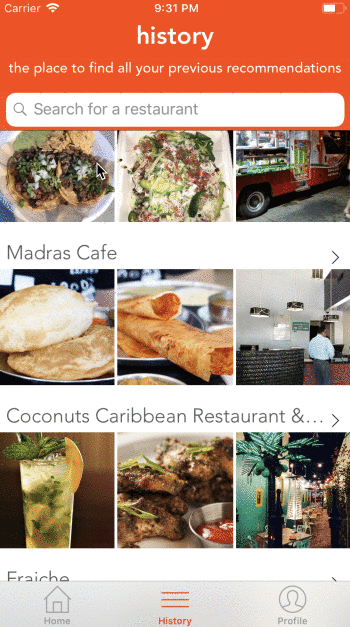 Carrier 9:31 PM
history
the place to find all your previous recommendations
Search for a restaurant
Madras Cafe
Coconuts Caribbean Restaurant &...
Fraiche
Home History Profile